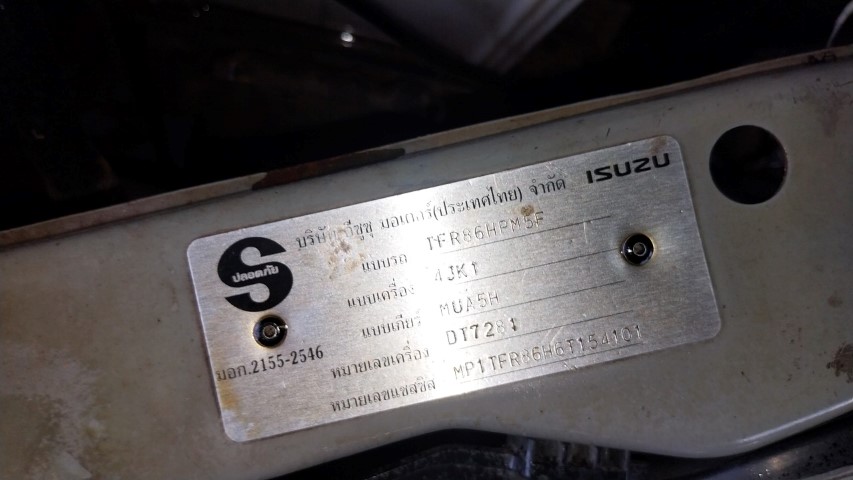 ISUZU
บริษัท อีซูซุ มอเตอร์(ประเทศไทย) จำกัด
ปลอดภัย
แบบรถ TFR86HPM5F
แบบเครื่อง 4JK1
แบบเกียร์ MUA5H
มอก.2155-2546
หมายเลขเครื่อง DT7281
หมายเลขแชสซีส์ MP1TFR86H6T154101